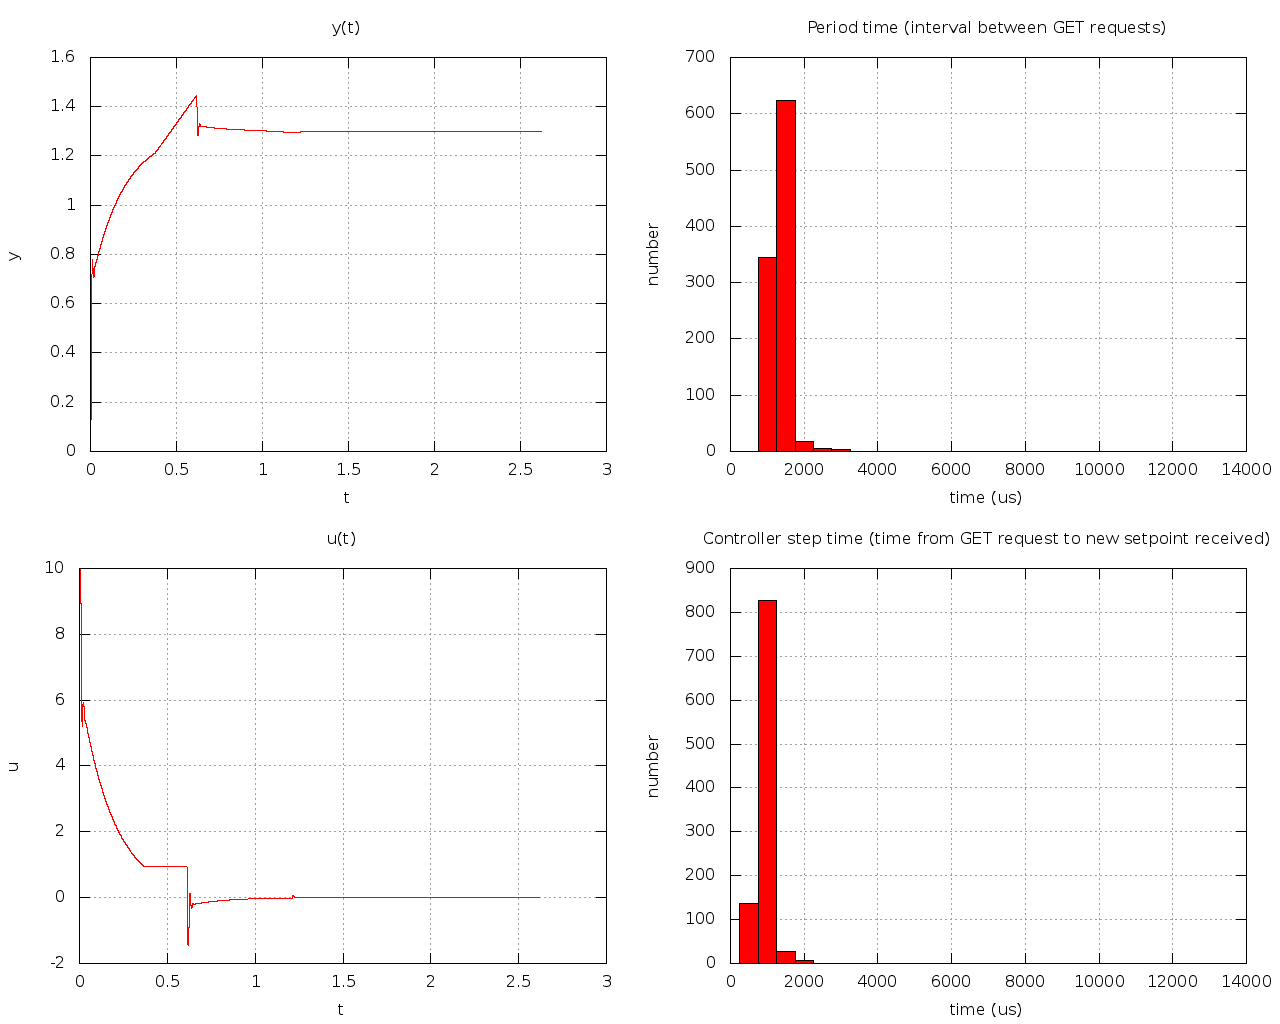 y(t)
1.6
1.4
1.2
1
0.8
0.6
0.4
0.2
0
y
0 0.5 1 1.5 2 2.5 3
t
Period time (interval between GET requests)
700
600
500
400
300
200
100
0
number
0 2000 4000 6000 8000 10000 12000 14000
time (us)
u(t)
10
8
6
4
2
0
-2
u
0 0.5 1 1.5 2 2.5 3
t
Controller step time (time from GET request to new setpoint received)
900
800
700
600
500
400
300
200
100
0
number
0 2000 4000 6000 8000 10000 12000 14000
time (us)